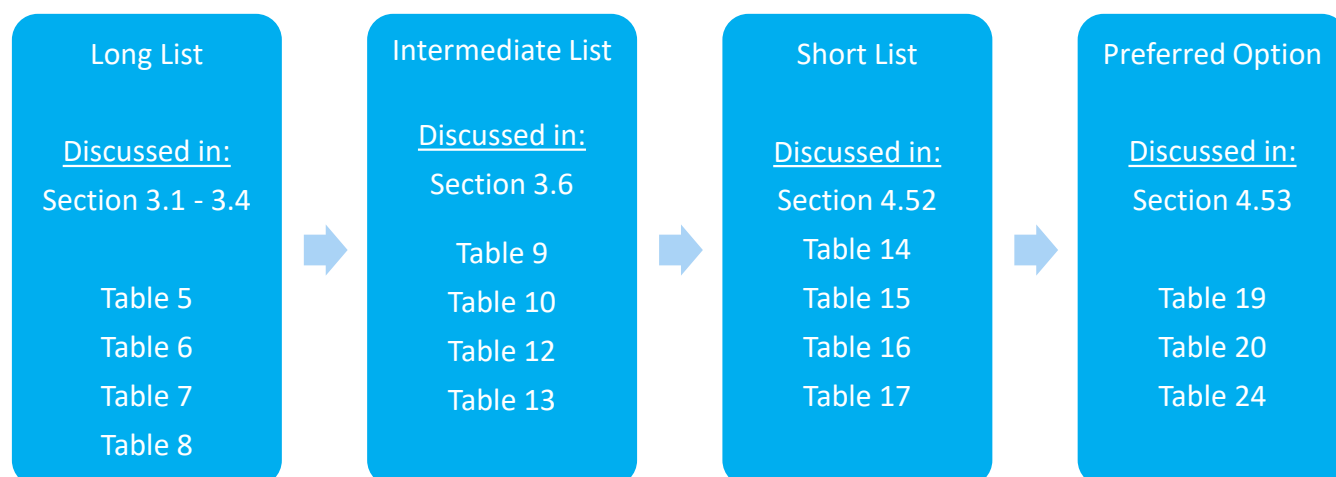 Long List
Discussed in:
Section 3.1 - 3.4
Table 5
Table 6
Table 7
Table 8
Intermediate List
Discussed in:
Section 3.6
Table 9
Table 10
Table 12
Table 13
Short List
Discussed in:
Section 4.52
Table 14
Table 15
Table 16
Table 17
Preferred Option
Discussed in:
Section 4.53
Table 19
Table 20
Table 24